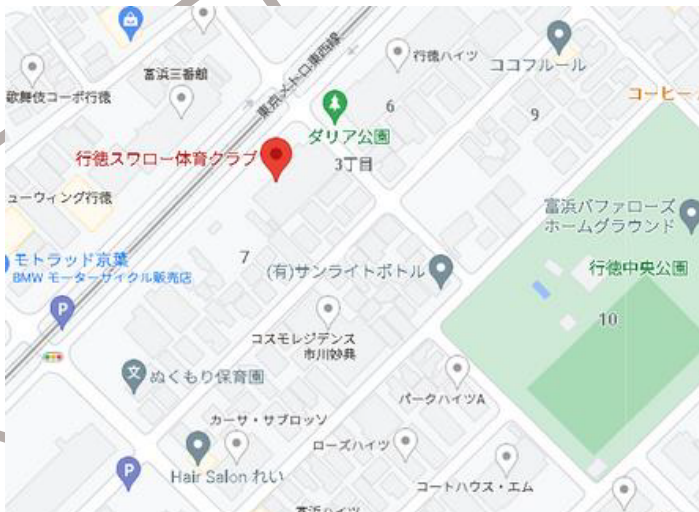 富浜三番館
歌舞伎コーポ行徳
東京メトロ東西線
行徳ハイツ
ココフルール
コーヒー
6
9
ダリア公園
行徳スワロー体育クラブ
3丁目
ューウィング行徳
富浜バファローズ
ホームグラウンド
モトラッド京葉
BMW モーターサイクル販売店
7
(有)サンライトボトル
行徳中央公園
P
10
コスモレジデンス
市川妙典
文
ぬくもり保育園
パークハイツA
カーサ・サブロッソ
ローズハイツ
P
Hair Salon れい
コートハウス・エム